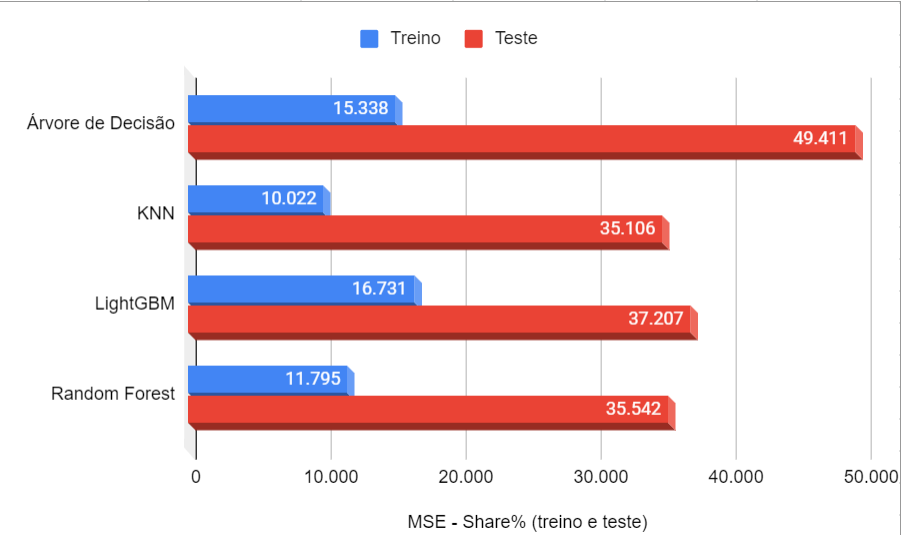 Treino Teste
Árvore de Decisão 15.338
49.411
KNN 10.022
35.106
LightGBM 16.731
37.207
Random Forest 11.795
35.542
0 10.000 20.000 30.000 40.000 50.000
MSE - Share% (treino e teste)